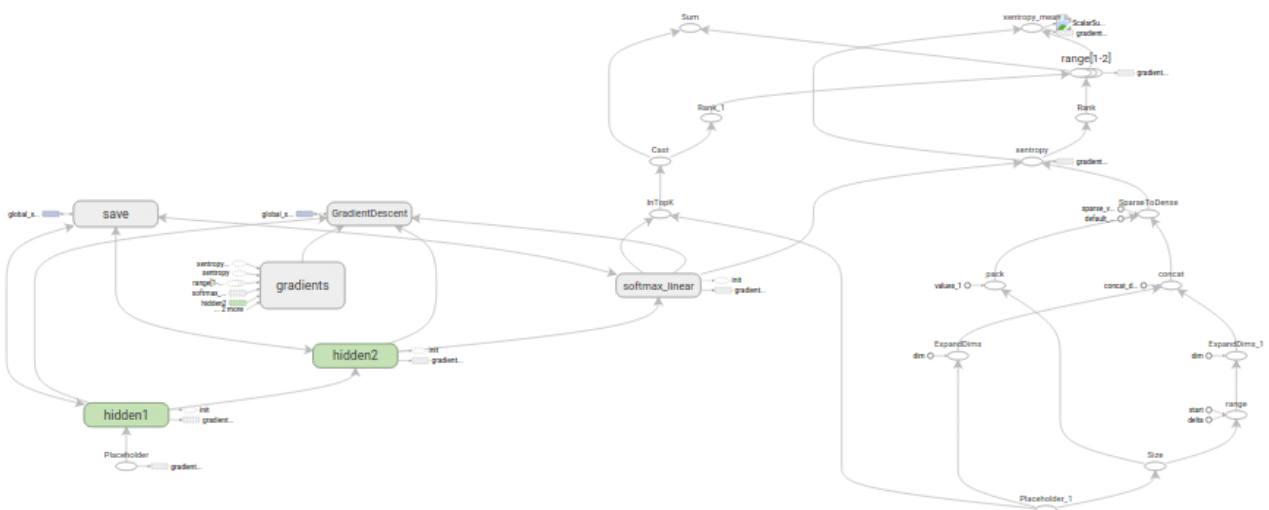 Sum
xentropy_mean
ScalarSu...
gradient...
range[1-2]
gradient...
Rank_1
Rank
Cast
xentropy
gradient...
global_s...
save
global_s...
GradientDescent
InTopK
sparse_v...
SparseToDense
default_...
xentropy...
xentropy
range[1-...
softmax_...
hidden2
... 2 more
gradients
softmax_linear
init
gradient...
pack
values_1
concat
concat_d...
hidden2
init
gradient...
ExpandDims
dim
ExpandDims_1
dim
hidden1
init
gradient...
start
delta
range
Placeholder
gradient...
Size
Placeholder_1